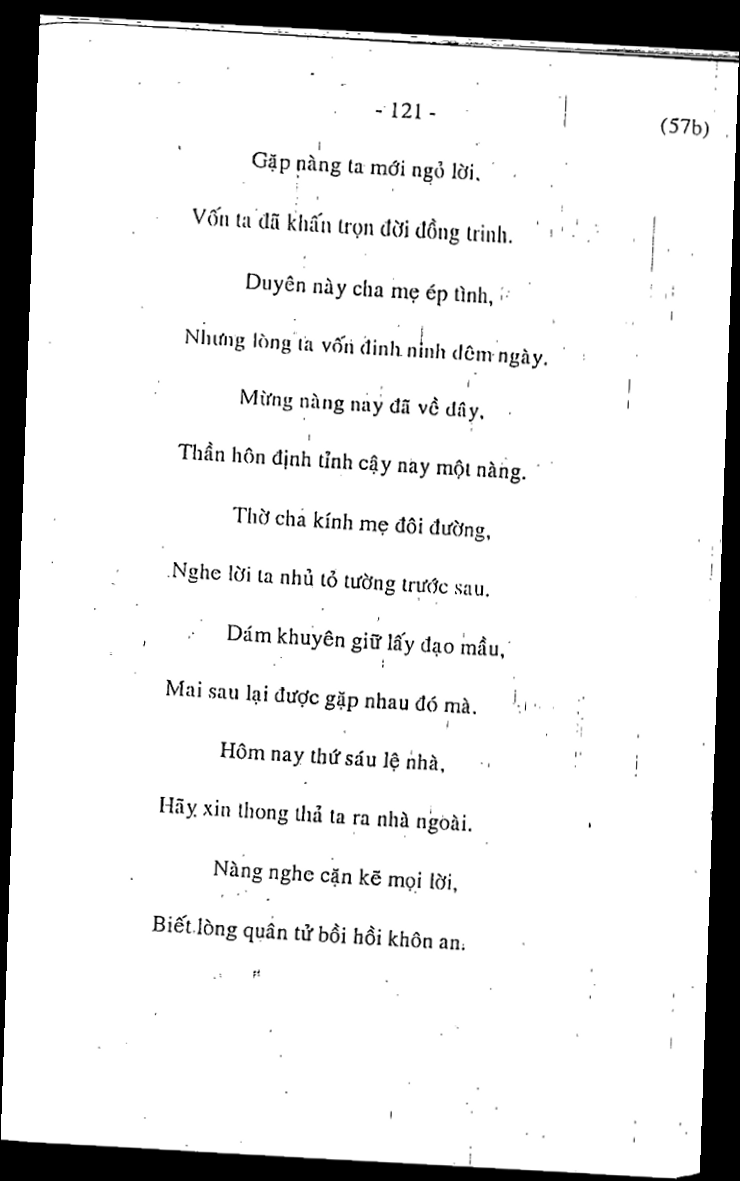 - 121 -
(57b)
Gặp nàng ta mới ngỏ lời.
Vốn ta đã khấn trọn đời đồng trinh.
Duyên này cha mẹ ép tình,
Nhưng lòng ta vốn đinh ninh đêm ngày.
Mừng nàng nay đã về đây,
Thần hôn định tỉnh cậy nay một nàng.
Thờ cha kính mẹ đôi đường,
Nghe lời ta nhủ tỏ tường trước sau.
Dám khuyên giữ lấy đạo mầu,
Mai sau lại được gặp nhau đó mà.
Hôm nay thứ sáu lệ nhà,
Hãy xin thong thả ta ra nhà ngoài.
Nàng nghe cặn kẽ mọi lời,
Biết lòng quân tử bồi hồi khôn an.